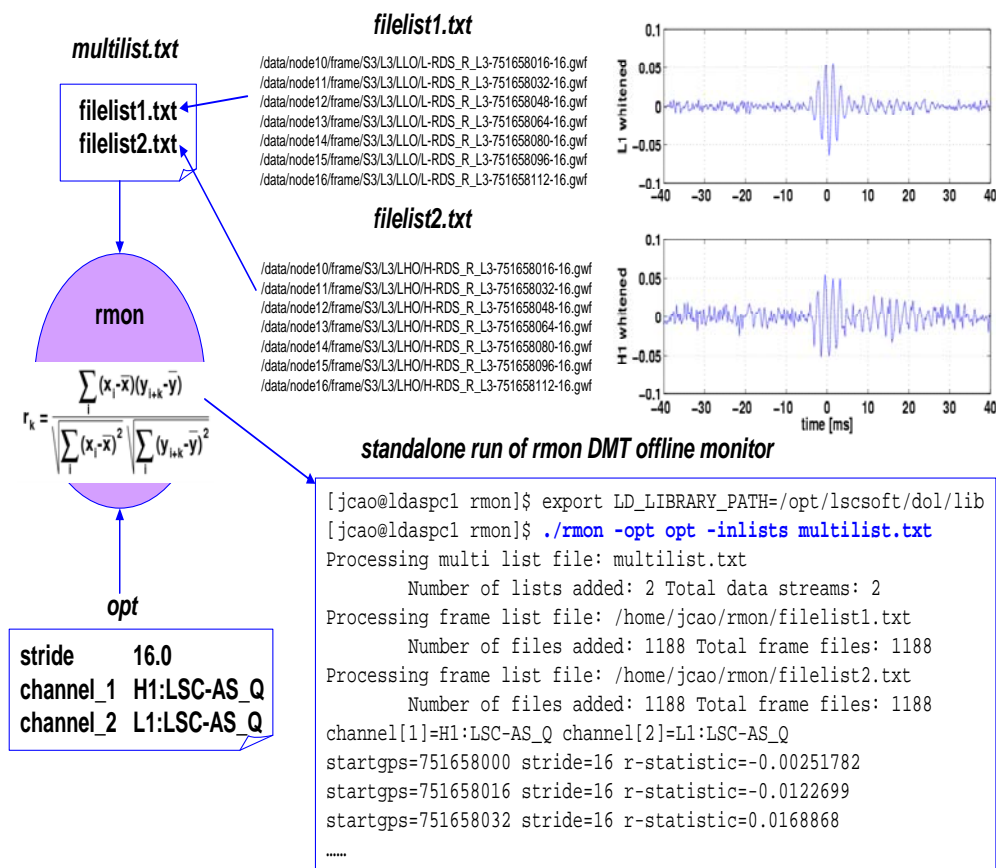 multilist.txt
filelist1.txt
filelist2.txt
filelist1.txt
/data/node10/frame/S3/L3/LLO/L-RDS_R_L3-751658016-16.gwf
/data/node11/frame/S3/L3/LLO/L-RDS_R_L3-751658032-16.gwf
/data/node12/frame/S3/L3/LLO/L-RDS_R_L3-751658048-16.gwf
/data/node13/frame/S3/L3/LLO/L-RDS_R_L3-751658064-16.gwf
/data/node14/frame/S3/L3/LLO/L-RDS_R_L3-751658080-16.gwf
/data/node15/frame/S3/L3/LLO/L-RDS_R_L3-751658096-16.gwf
/data/node16/frame/S3/L3/LLO/L-RDS_R_L3-751658112-16.gwf
filelist2.txt
/data/node10/frame/S3/L3/LHO/H-RDS_R_L3-751658016-16.gwf
/data/node11/frame/S3/L3/LHO/H-RDS_R_L3-751658032-16.gwf
/data/node12/frame/S3/L3/LHO/H-RDS_R_L3-751658048-16.gwf
/data/node13/frame/S3/L3/LHO/H-RDS_R_L3-751658064-16.gwf
/data/node14/frame/S3/L3/LHO/H-RDS_R_L3-751658080-16.gwf
/data/node15/frame/S3/L3/LHO/H-RDS_R_L3-751658096-16.gwf
/data/node16/frame/S3/L3/LHO/H-RDS_R_L3-751658112-16.gwf
L1 whitened
0.1
0.05
0
−0.05
−0.1
−40 −30 −20 −10 0 10 20 30 40
H1 whitened
0.1
0.05
0
−0.05
−0.1
−40 −30 −20 −10 0 10 20 30 40
time [ms]
rmon
r_k = ∑_i (x_i-x̄)(y_{i+k}-ȳ) / √(∑_i (x_i-x̄)²) √(∑_i (y_{i+k}-ȳ)²)
opt
stride 16.0
channel_1 H1:LSC-AS_Q
channel_2 L1:LSC-AS_Q
standalone run of rmon DMT offline monitor
[jcao@ldaspc1 rmon]$ export LD_LIBRARY_PATH=/opt/lscsoft/dol/lib
[jcao@ldaspc1 rmon]$ ./rmon -opt opt -inlists multilist.txt
Processing multi list file: multilist.txt
Number of lists added: 2 Total data streams: 2
Processing frame list file: /home/jcao/rmon/filelist1.txt
Number of files added: 1188 Total frame files: 1188
Processing frame list file: /home/jcao/rmon/filelist2.txt
Number of files added: 1188 Total frame files: 1188
channel[1]=H1:LSC-AS_Q channel[2]=L1:LSC-AS_Q
startgps=751658000 stride=16 r-statistic=-0.00251782
startgps=751658016 stride=16 r-statistic=-0.0122699
startgps=751658032 stride=16 r-statistic=0.0168868
……